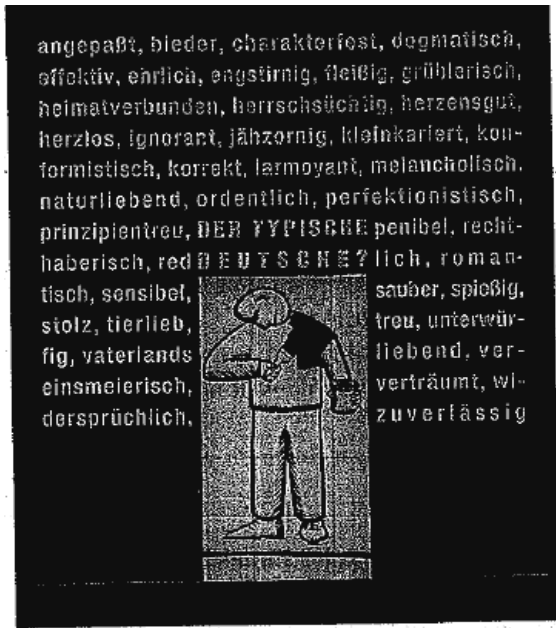 angepaßt, bieder, charakterfest, dogmatisch,
effektiv, ehrlich, engstirnig, fleißig, grüblerisch,
heimatverbunden, herrschsüchtig, herzensgut,
herzlos, ignorant, jähzornig, kleinkariert, kon-
formistisch, korrekt, larmoyant, melancholisch,
naturliebend, ordentlich, perfektionistisch,
prinzipientreu, DER TYPISCHE penibel, recht-
haberisch, red DEUTSCHE? lich, roman-
tisch, sensibel, sauber, spießig,
stolz, tierlieb, treu, unterwür-
fig, vaterlands liebend, ver-
einsmeierisch, verträumt, wi-
dersprüchlich, zuverlässig